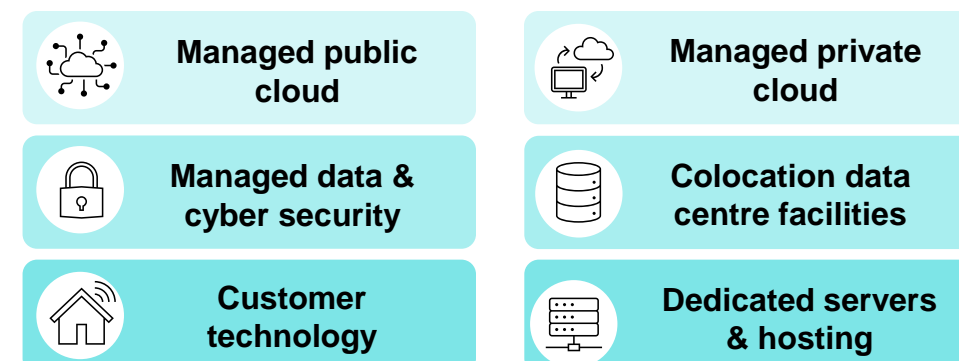 Managed public
cloud
Managed private
cloud
Managed data &
cyber security
Colocation data
centre facilities
Customer
technology
Dedicated servers
& hosting